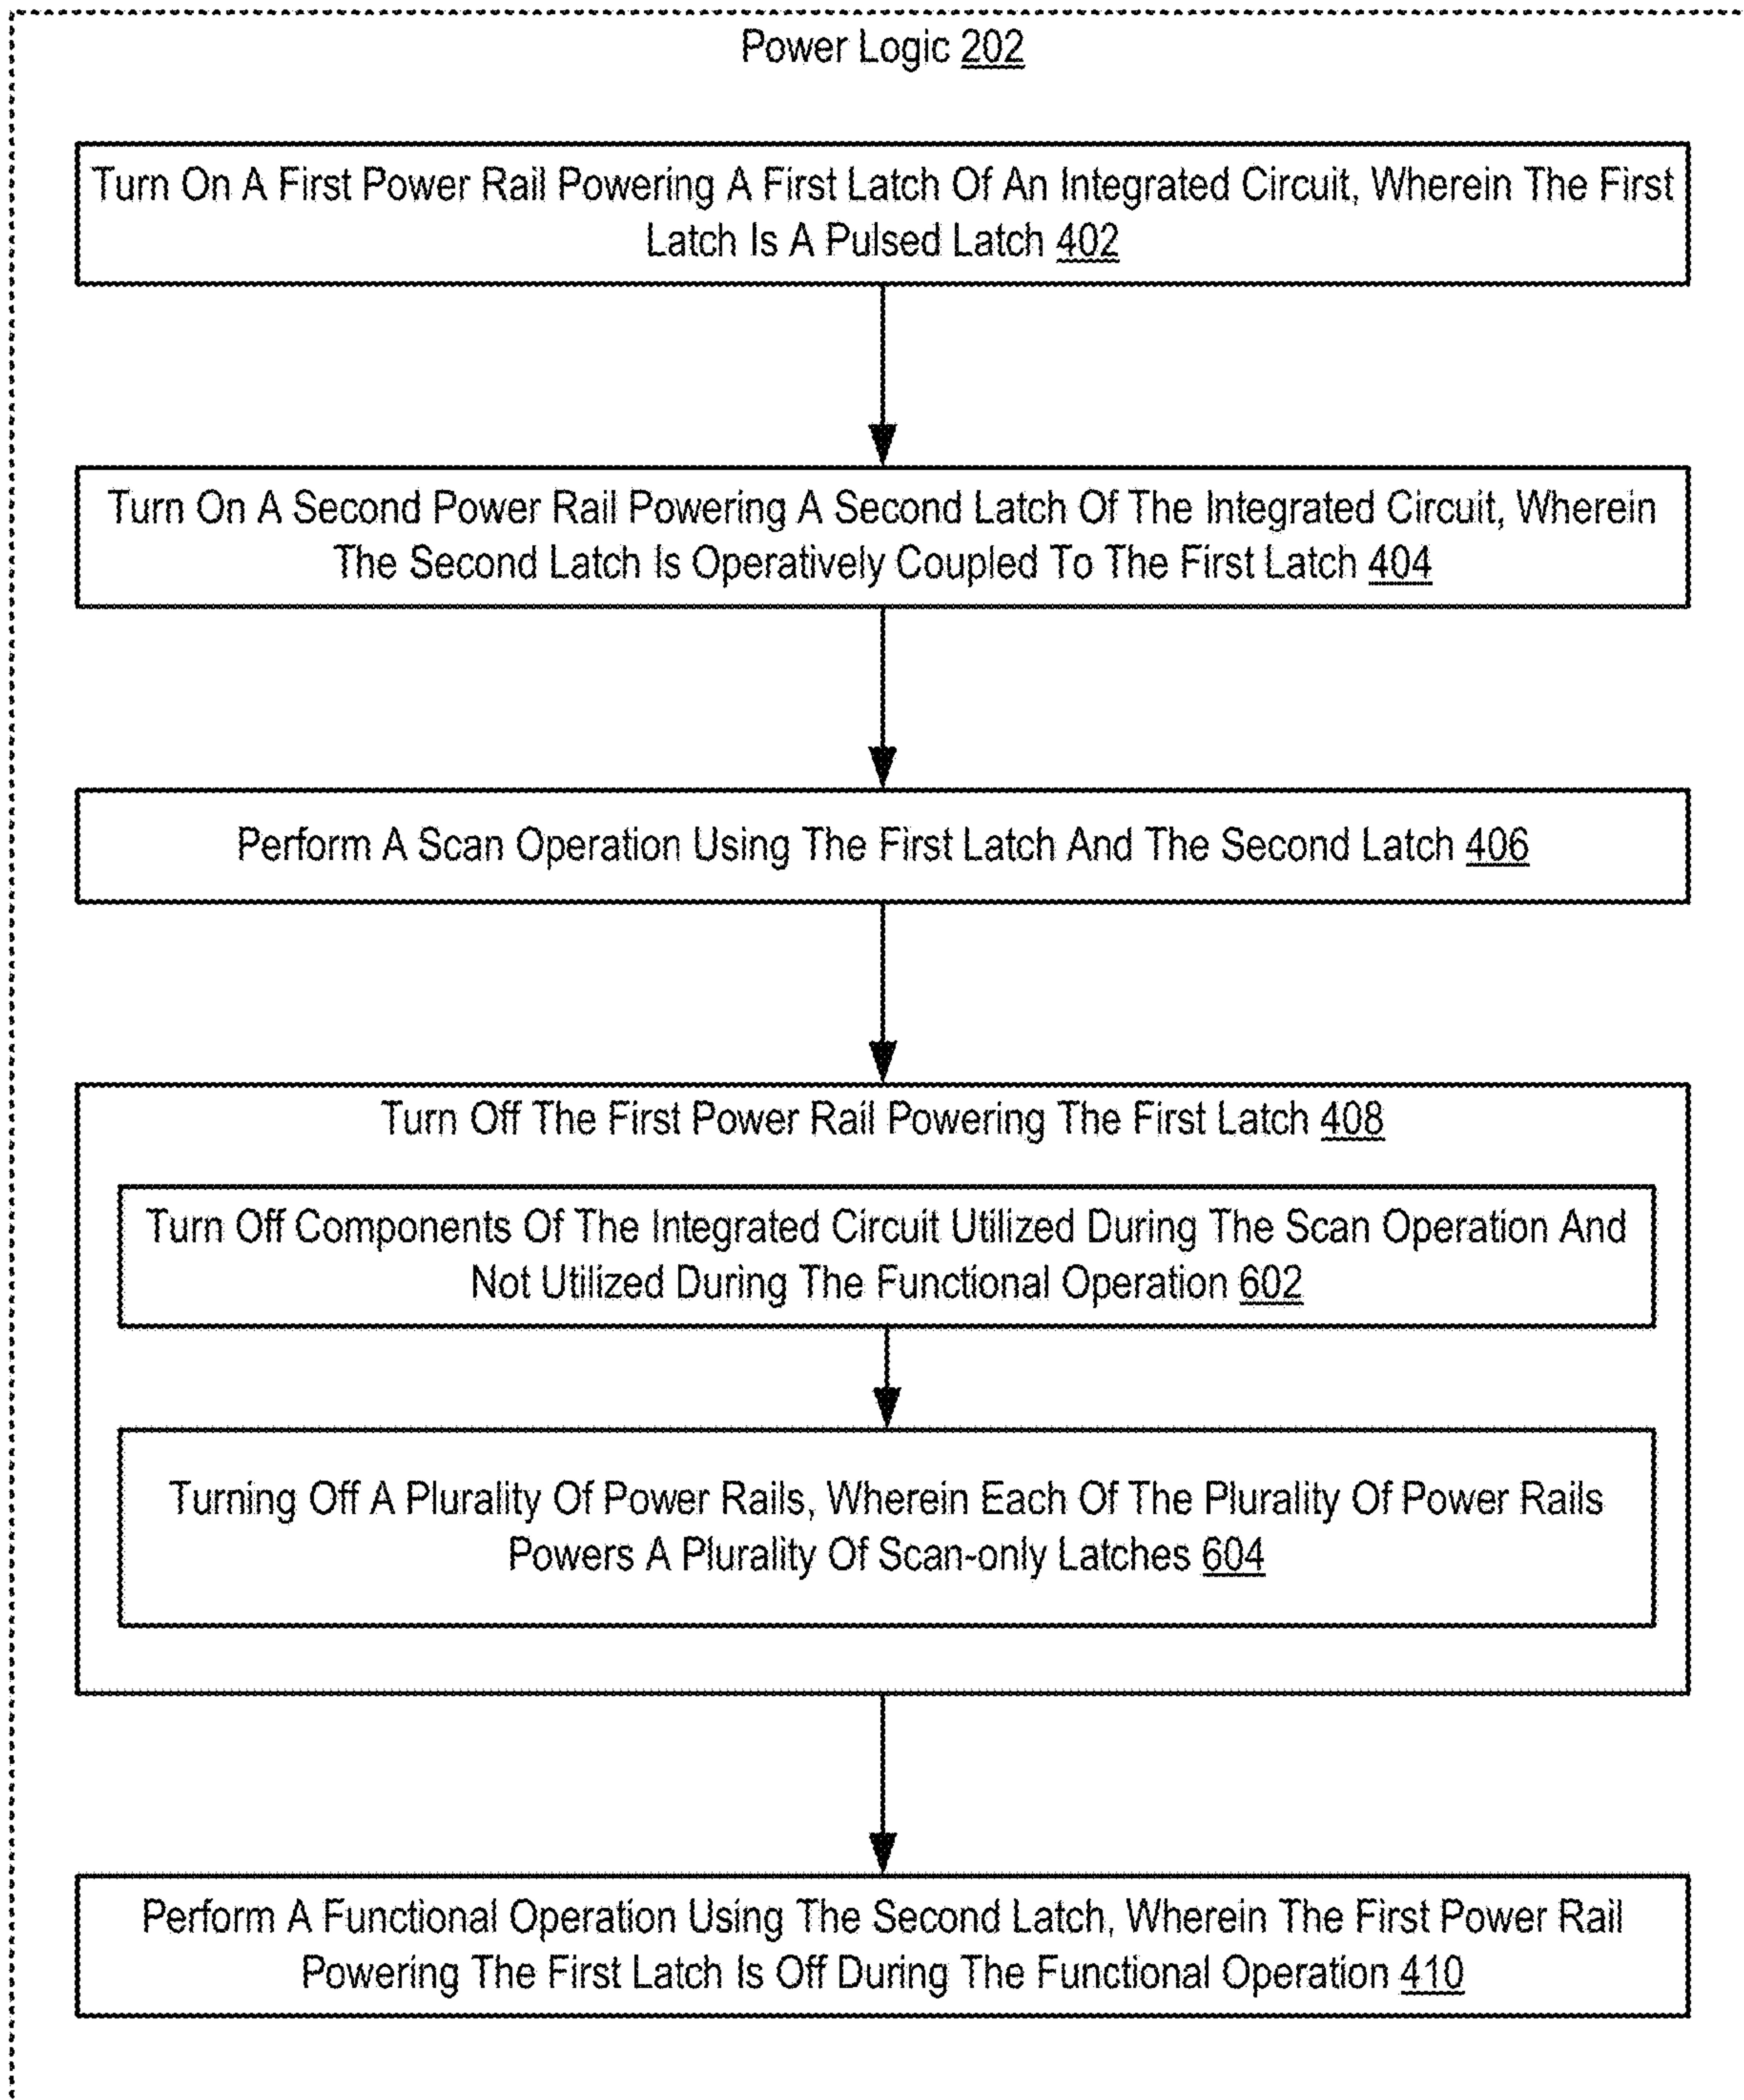 Power Logic 202
Turn On A First Power Rail Powering A First Latch Of An Integrated Circuit, Wherein The First
Latch Is A Pulsed Latch 402
Turn On A Second Power Rail Powering A Second Latch Of The Integrated Circuit, Wherein
The Second Latch Is Operatively Coupled To The First Latch 404
Perform A Scan Operation Using The First Latch And The Second Latch 406
Turn Off The First Power Rail Powering The First Latch 408
Turn Off Components Of The Integrated Circuit Utilized During The Scan Operation And
Not Utilized During The Functional Operation 602
Turning Off A Plurality Of Power Rails, Wherein Each Of The Plurality Of Power Rails
Powers A Plurality Of Scan-only Latches 604
Perform A Functional Operation Using The Second Latch, Wherein The First Power Rail
Powering The First Latch Is Off During The Functional Operation 410